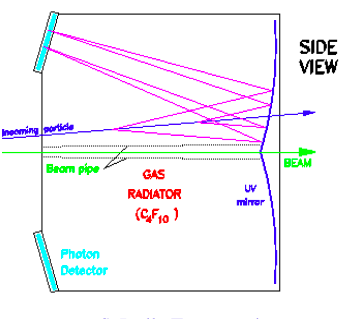 SIDE
VIEW
Incoming particle
Beam pipe
BEAM
GAS
RADIATOR
(C4F10)
UV
mirror
Photon
Detector